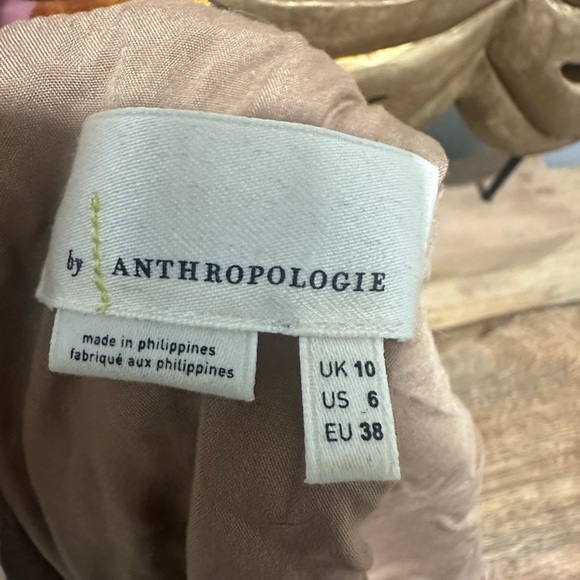 by ANTHROPOLOGIE
made in philippines
fabriqué aux philippines
UK 10
US 6
EU 38